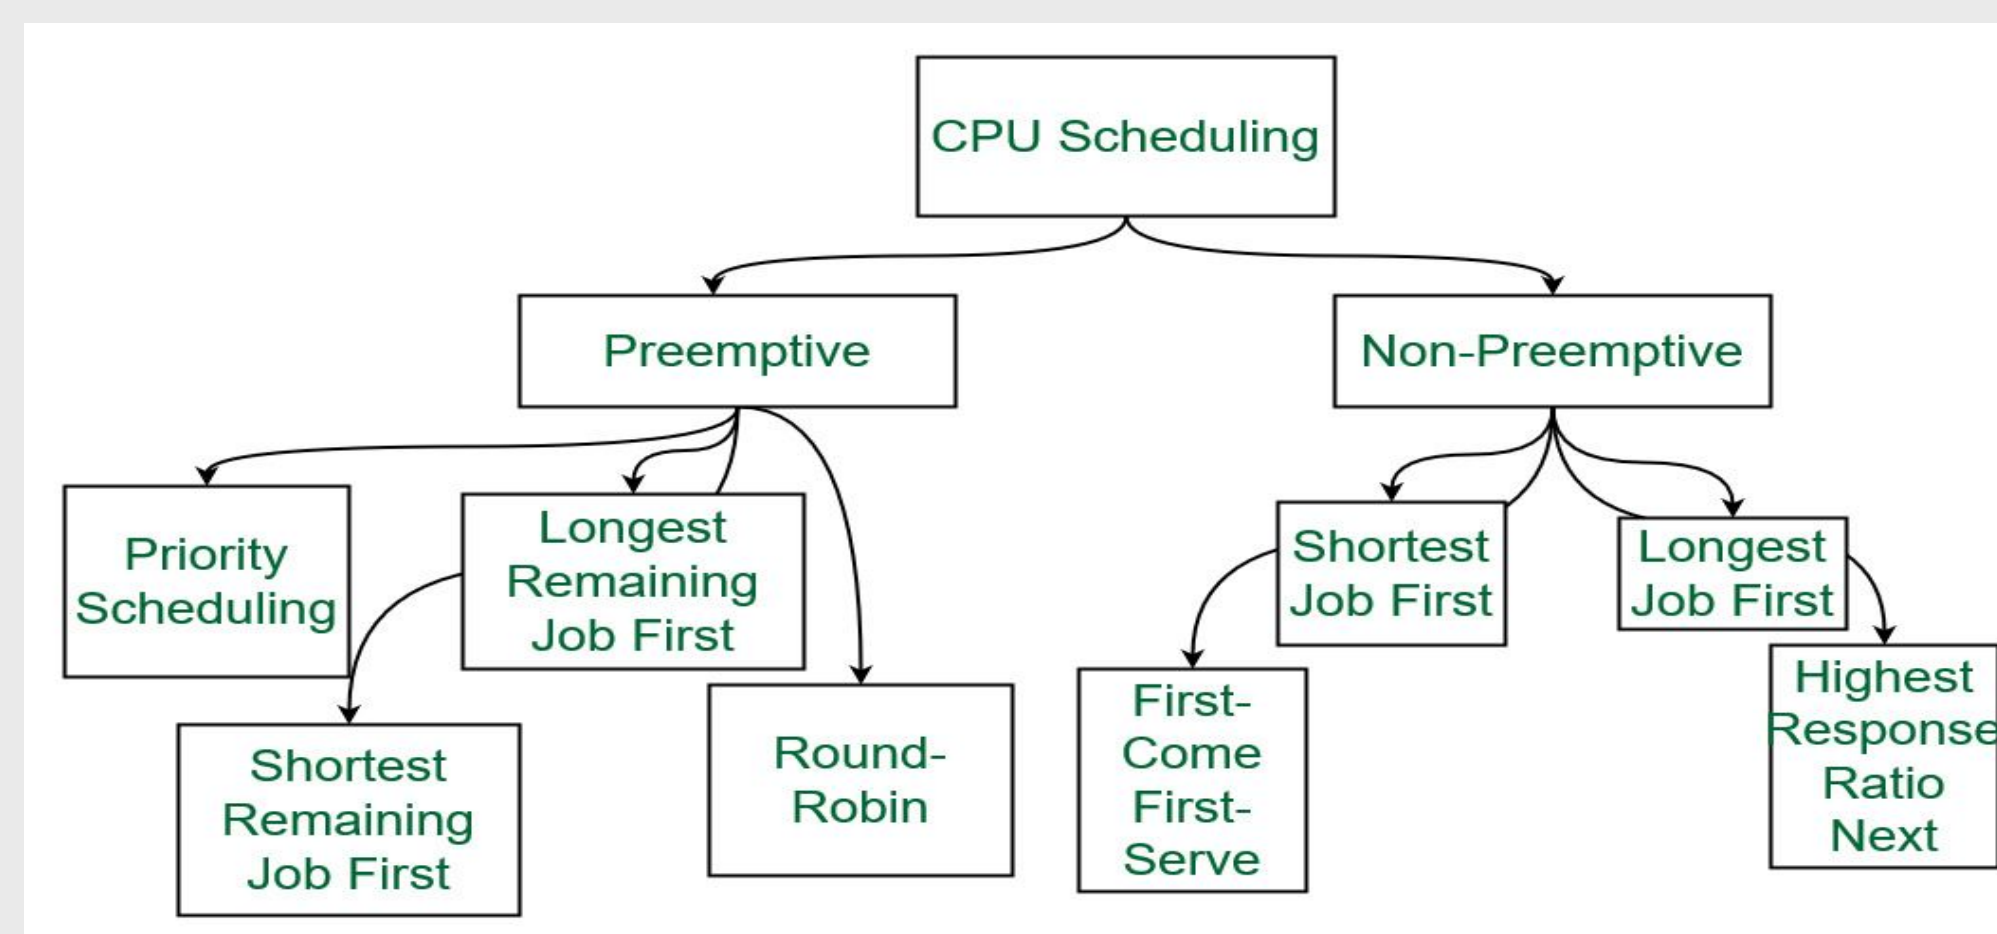 CPU Scheduling
Preemptive
Non-Preemptive
Priority
Scheduling
Longest
Remaining
Job First
Shortest
Job First
Longest
Job First
Shortest
Remaining
Job First
Round-
Robin
First-
Come
First-
Serve
Highest
Response
Ratio
Next